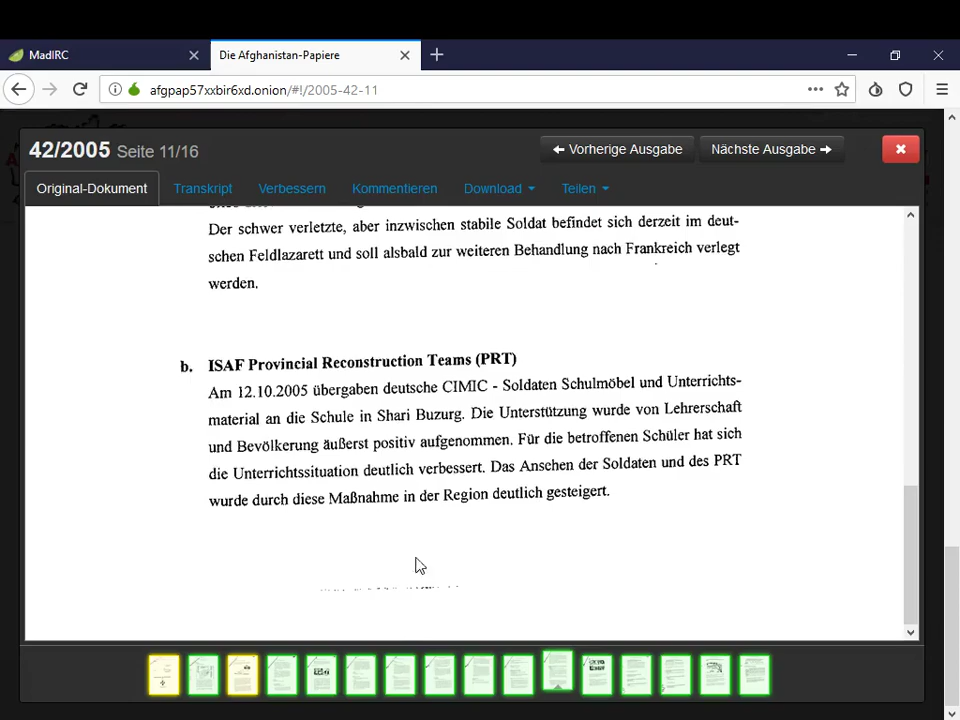 MadIRC
Die Afghanistan-Papiere
afgpap57xxbir6xd.onion/#!/2005-42-11
42/2005 Seite 11/16
Vorherige Ausgabe
Nächste Ausgabe
Original-Dokument
Transkript
Verbessern
Kommentieren
Download
Teilen
Der schwer verletzte, aber inzwischen stabile Soldat befindet sich derzeit im deut-
schen Feldlazarett und soll alsbald zur weiteren Behandlung nach Frankreich verlegt
werden.
b. ISAF Provincial Reconstruction Teams (PRT)
Am 12.10.2005 übergaben deutsche CIMIC - Soldaten Schulmöbel und Unterrichts-
material an die Schule in Shari Buzurg. Die Unterstützung wurde von Lehrerschaft
und Bevölkerung äußerst positiv aufgenommen. Für die betroffenen Schüler hat sich
die Unterrichtssituation deutlich verbessert. Das Ansehen der Soldaten und des PRT
wurde durch diese Maßnahme in der Region deutlich gesteigert.